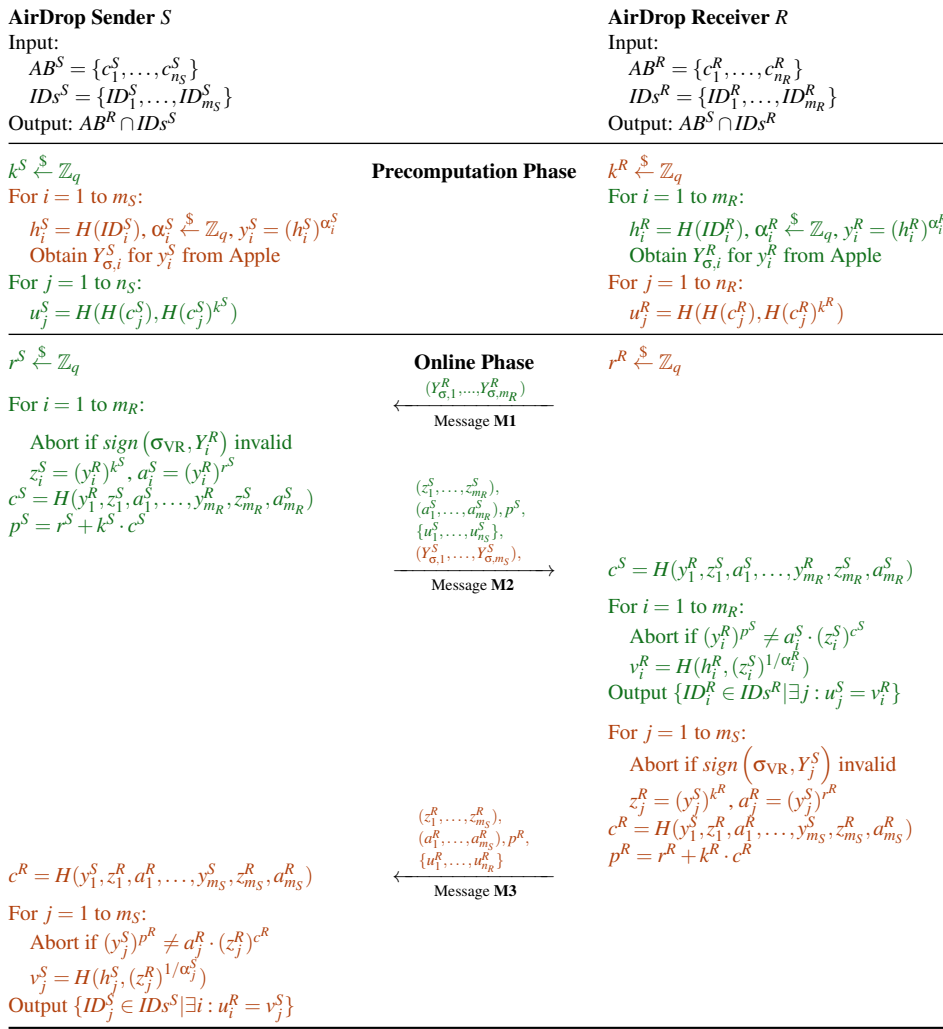 AirDrop Sender S
Input:
AB^S = {c_1^S, ..., c_{n_S}^S}
IDs^S = {ID_1^S, ..., ID_{m_S}^S}
Output: AB^R ∩ IDs^S
AirDrop Receiver R
Input:
AB^R = {c_1^R, ..., c_{n_R}^R}
IDs^R = {ID_1^R, ..., ID_{m_R}^R}
Output: AB^S ∩ IDs^R
Precomputation Phase
k^S ←$ ℤ_q
For i = 1 to m_S:
h_i^S = H(ID_i^S), α_i^S ←$ ℤ_q, y_i^S = (h_i^S)^{α_i^S}
Obtain Y_{σ,i}^S for y_i^S from Apple
For j = 1 to n_S:
u_j^S = H(H(c_j^S), H(c_j^S)^{k^S})
k^R ←$ ℤ_q
For i = 1 to m_R:
h_i^R = H(ID_i^R), α_i^R ←$ ℤ_q, y_i^R = (h_i^R)^{α_i^R}
Obtain Y_{σ,i}^R for y_i^R from Apple
For j = 1 to n_R:
u_j^R = H(H(c_j^R), H(c_j^R)^{k^R})
Online Phase
r^S ←$ ℤ_q
r^R ←$ ℤ_q
(Y_{σ,1}^R, ..., Y_{σ,m_R}^R)
Message M1
For i = 1 to m_R:
Abort if sign(σ_VR, Y_i^R) invalid
z_i^S = (y_i^R)^{k^S}, a_i^S = (y_i^R)^{r^S}
c^S = H(y_1^R, z_1^S, a_1^S, ..., y_{m_R}^R, z_{m_R}^S, a_{m_R}^S)
p^S = r^S + k^S · c^S
(z_1^S, ..., z_{m_R}^S),
(a_1^S, ..., a_{m_R}^S), p^S,
{u_1^S, ..., u_{n_S}^S},
(Y_{σ,1}^S, ..., Y_{σ,m_S}^S),
Message M2
c^S = H(y_1^R, z_1^S, a_1^S, ..., y_{m_R}^R, z_{m_R}^S, a_{m_R}^S)
For i = 1 to m_R:
Abort if (y_i^R)^{p^S} ≠ a_i^S · (z_i^S)^{c^S}
v_i^R = H(h_i^R, (z_i^S)^{1/α_i^R})
Output {ID_i^R ∈ IDs^R | ∃j : u_j^S = v_i^R}
For j = 1 to m_S:
Abort if sign(σ_VR, Y_j^S) invalid
z_j^R = (y_j^S)^{k^R}, a_j^R = (y_j^S)^{r^R}
c^R = H(y_1^S, z_1^R, a_1^R, ..., y_{m_S}^S, z_{m_S}^R, a_{m_S}^R)
p^R = r^R + k^R · c^R
(z_1^R, ..., z_{m_S}^R),
(a_1^R, ..., a_{m_S}^R), p^R,
{u_1^R, ..., u_{n_R}^R}
Message M3
c^R = H(y_1^S, z_1^R, a_1^R, ..., y_{m_S}^S, z_{m_S}^R, a_{m_S}^R)
For j = 1 to m_S:
Abort if (y_j^S)^{p^R} ≠ a_j^R · (z_j^R)^{c^R}
v_j^S = H(h_j^S, (z_j^R)^{1/α_j^S})
Output {ID_j^S ∈ IDs^S | ∃i : u_i^R = v_j^S}